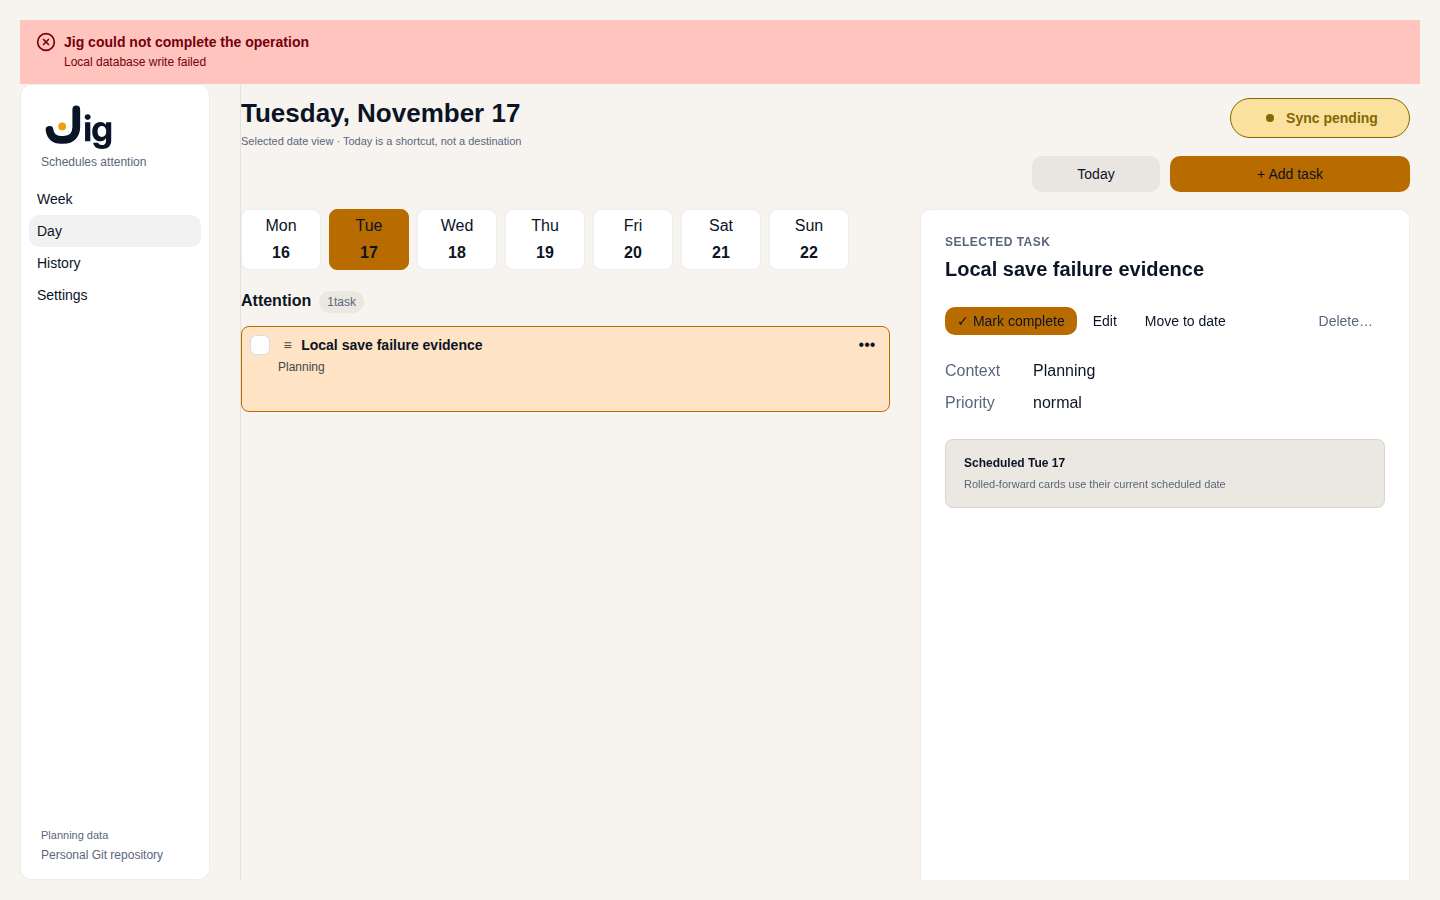 Jig could not complete the operation
Local database write failed
Jig
Schedules attention
Week
Day
History
Settings
Planning data
Personal Git repository
Tuesday, November 17
Selected date view · Today is a shortcut, not a destination
Sync pending
Today
+ Add task
Mon
16
Tue
17
Wed
18
Thu
19
Fri
20
Sat
21
Sun
22
Attention
1task
≡ Local save failure evidence
•••
Planning
SELECTED TASK
Local save failure evidence
✓ Mark complete
Edit
Move to date
Delete…
Context Planning
Priority normal
Scheduled Tue 17
Rolled-forward cards use their current scheduled date